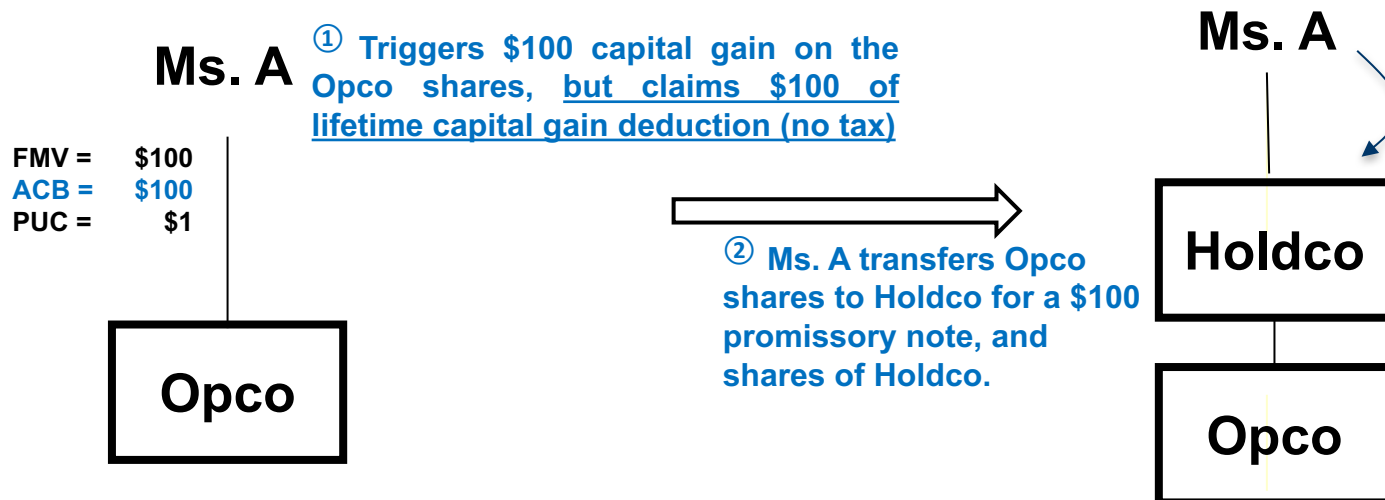 Ms. A
① Triggers $100 capital gain on the
Opco shares, but claims $100 of
lifetime capital gain deduction (no tax)
FMV = $100
ACB = $100
PUC = $1
Opco
② Ms. A transfers Opco
shares to Holdco for a $100
promissory note, and
shares of Holdco.
Ms. A
Holdco
Opco